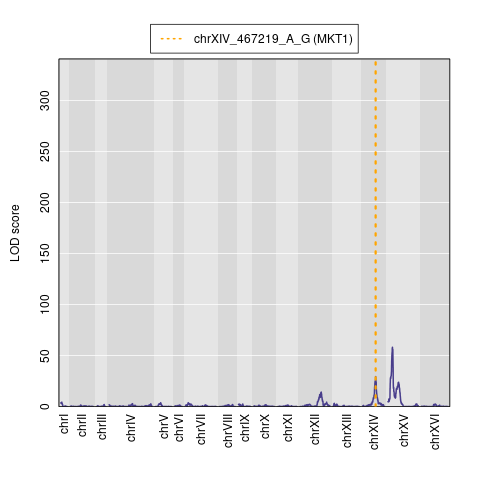 chrXIV_467219_A_G (MKT1)
LOD score
300
250
200
150
100
50
0
chrI
chrII
chrIII
chrIV
chrV
chrVI
chrVII
chrVIII
chrIX
chrX
chrXI
chrXII
chrXIII
chrXIV
chrXV
chrXVI